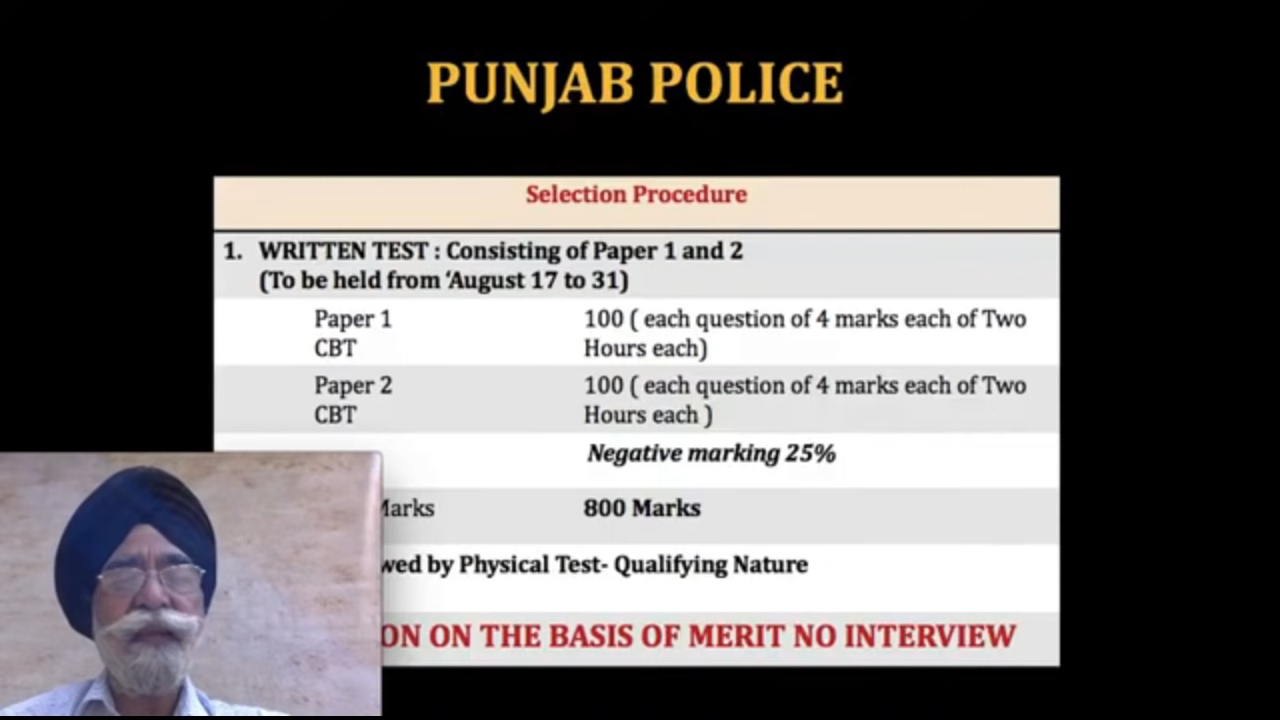 PUNJAB POLICE
Selection Procedure
1. WRITTEN TEST : Consisting of Paper 1 and 2
(To be held from ‘August 17 to 31)
Paper 1
CBT
100 ( each question of 4 marks each of Two
Hours each)
Paper 2
CBT
100 ( each question of 4 marks each of Two
Hours each )
Negative marking 25%
800 Marks
by Physical Test- Qualifying Nature
ON THE BASIS OF MERIT NO INTERVIEW